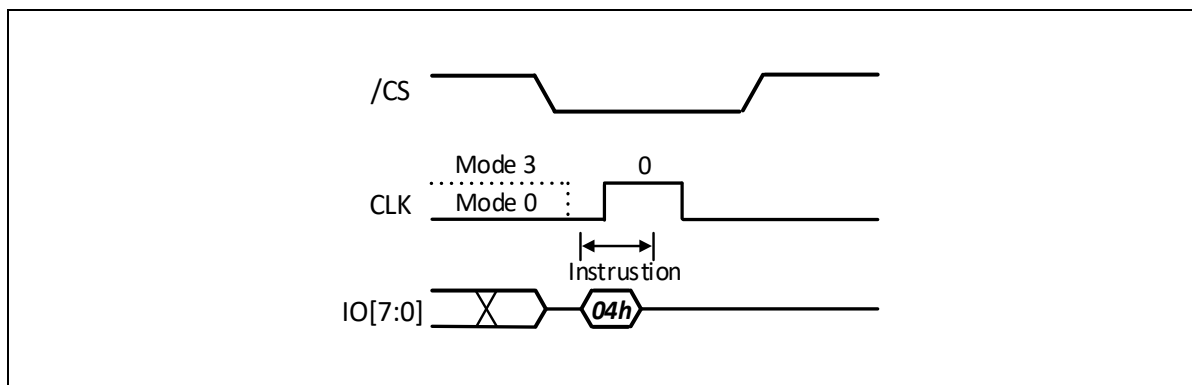 /CS
Mode 3 0
CLK Mode 0
Instrustion
IO[7:0] 04h